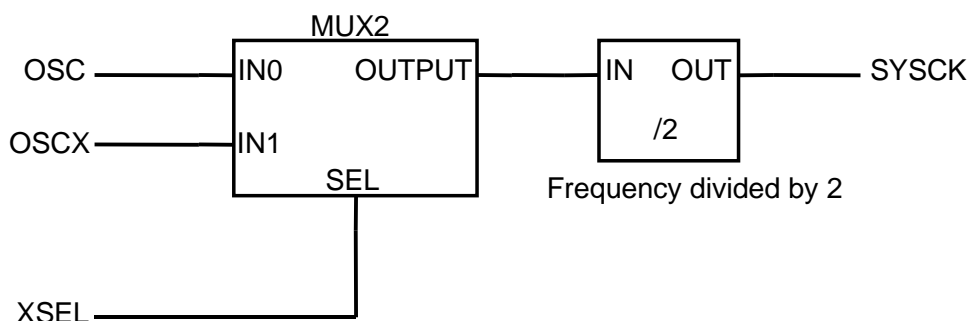 MUX2
OSC IN0 OUTPUT IN OUT SYSCK
/2
OSCX IN1
SEL
Frequency divided by 2
XSEL